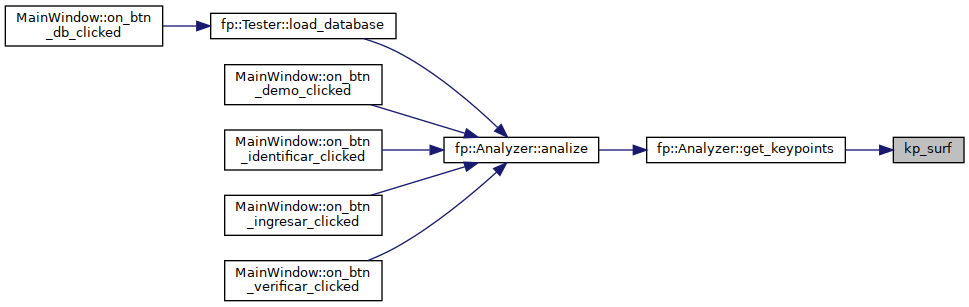 MainWindow::on_btn
_db_clicked
fp::Tester::load_database
MainWindow::on_btn
_demo_clicked
MainWindow::on_btn
_identificar_clicked
fp::Analyzer::analize
fp::Analyzer::get_keypoints
kp_surf
MainWindow::on_btn
_ingresar_clicked
MainWindow::on_btn
_verificar_clicked